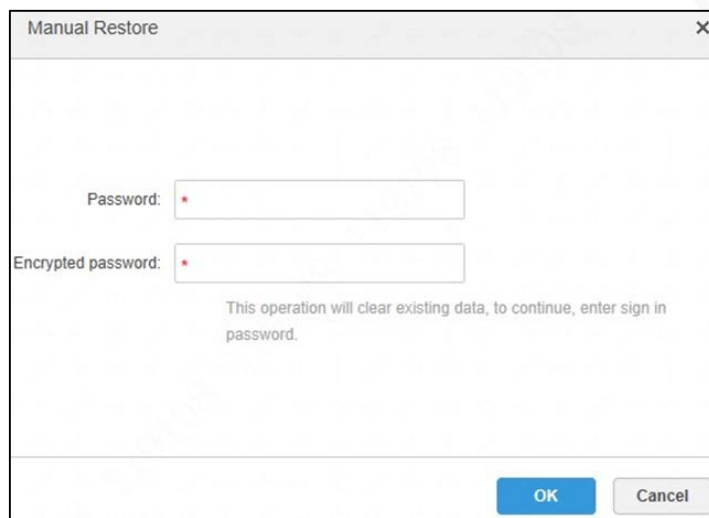 Manual Restore
×
Password:
*
Encrypted password:
*
This operation will clear existing data, to continue, enter sign in
password.
OK
Cancel